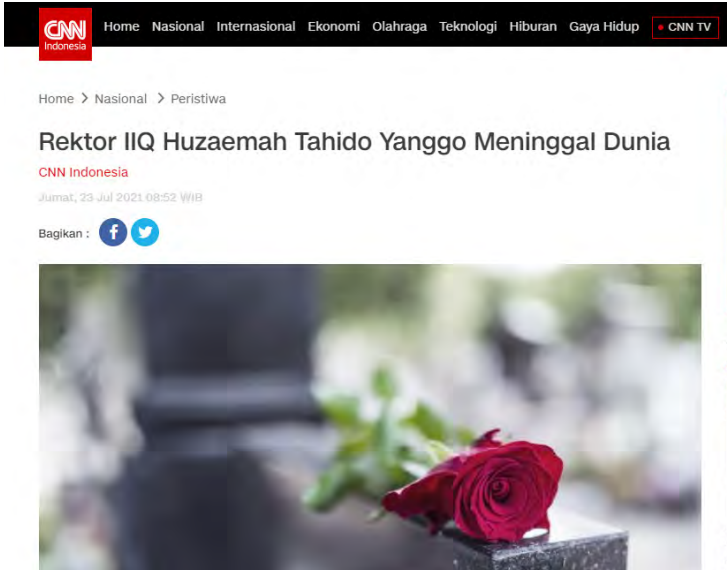 CNN
Indonesia
Home Nasional Internasional Ekonomi Olahraga Teknologi Hiburan Gaya Hidup • CNN TV
Home > Nasional > Peristiwa
Rektor IIQ Huzaemah Tahido Yanggo Meninggal Dunia
CNN Indonesia
Jumat, 23 Jul 2021 08:52 WIB
Bagikan :